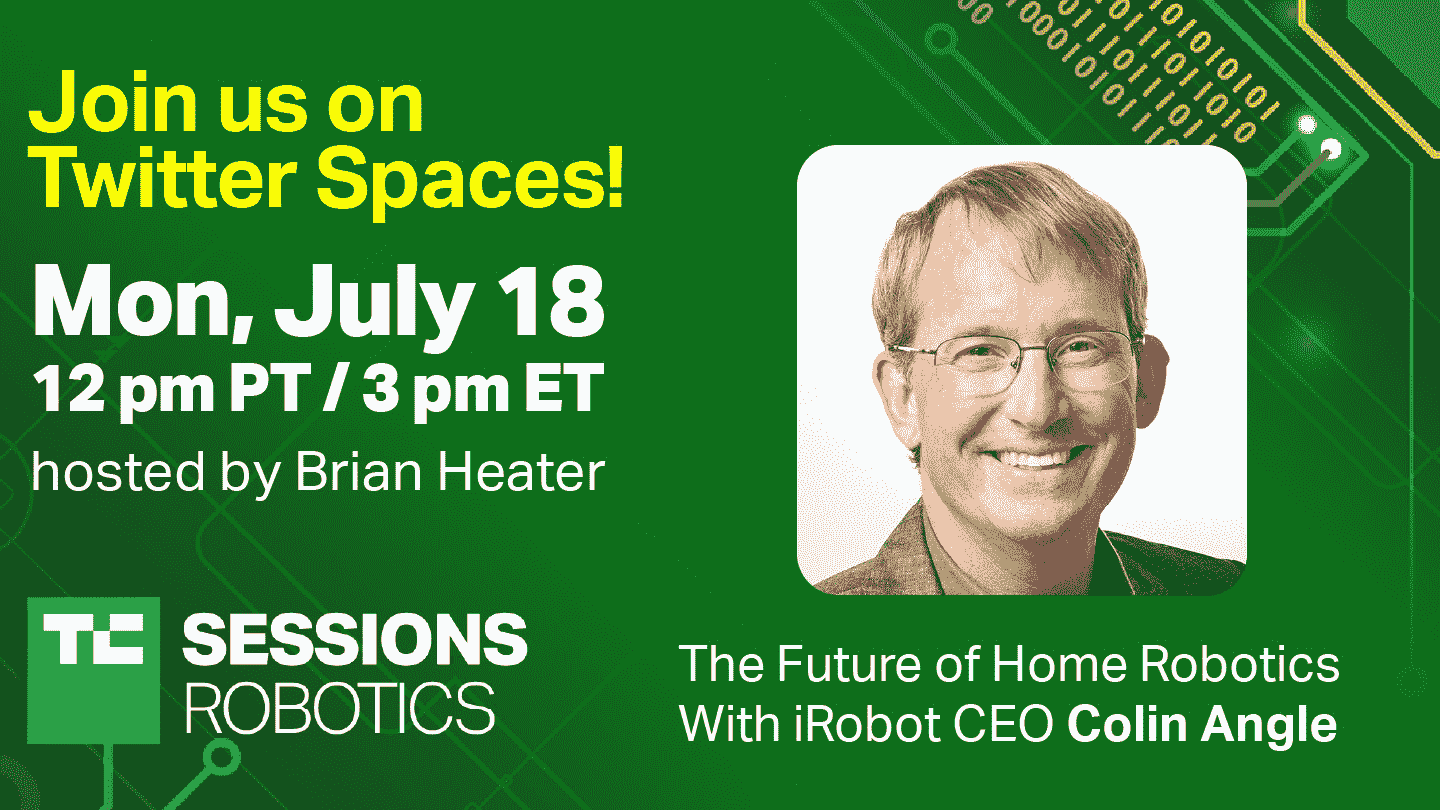 Join us on
Twitter Spaces!
Mon, July 18
12 pm PT / 3 pm ET
hosted by Brian Heater
TC SESSIONS
ROBOTICS
The Future of Home Robotics
With iRobot CEO Colin Angle